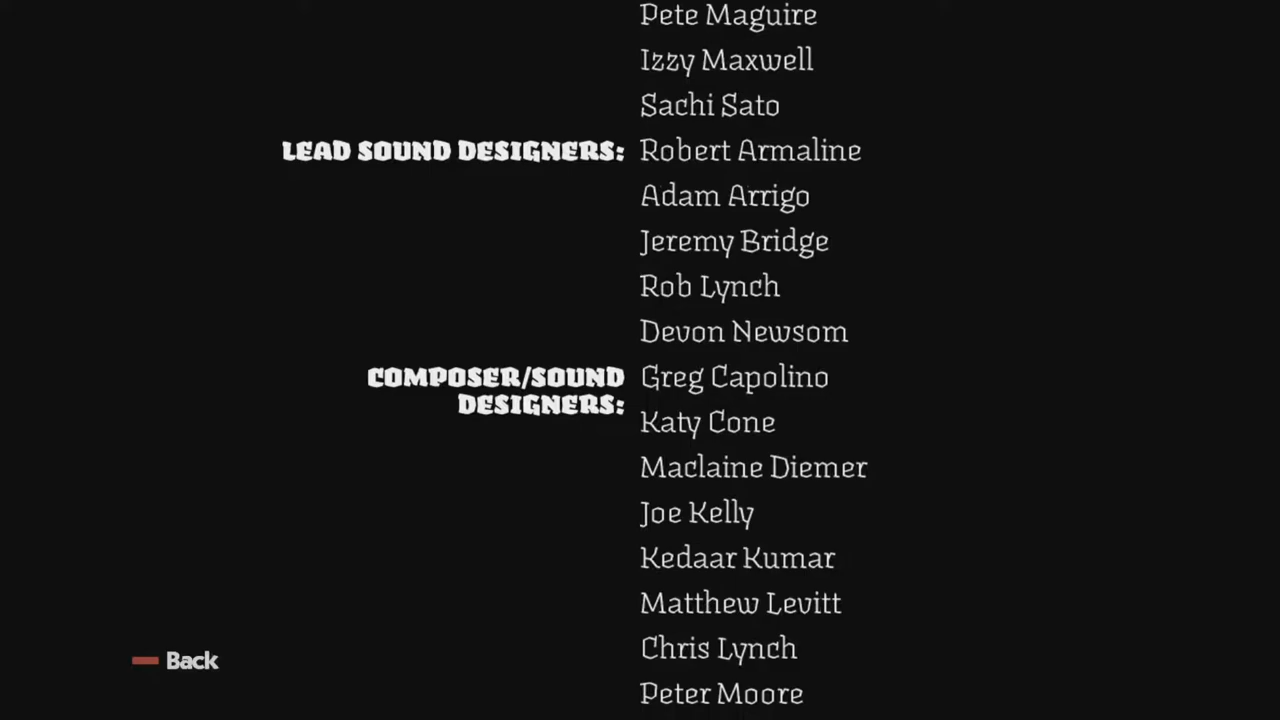 Pete Maguire
Izzy Maxwell
Sachi Sato
LEAD SOUND DESIGNERS: Robert Armaline
Adam Arrigo
Jeremy Bridge
Rob Lynch
Devon Newsom
COMPOSER/SOUND Greg Capolino
DESIGNERS:
Katy Cone
Maclaine Diemer
Joe Kelly
Kedaar Kumar
Matthew Levitt
Chris Lynch
Back
Peter Moore